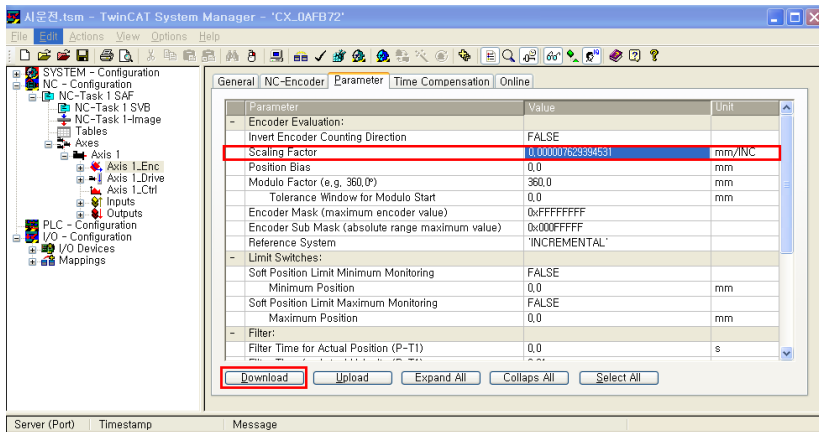 시운전.tsm - TwinCAT System Manager - 'CX_0AFB72'
File Edit Actions View Options Help
SYSTEM - Configuration
NC - Configuration
NC-Task 1 SAF
NC-Task 1 SVB
NC-Task 1-Image
Tables
Axes
Axis 1
Axis 1_Enc
Axis 1_Drive
Axis 1_Ctrl
Inputs
Outputs
PLC - Configuration
I/O - Configuration
I/O Devices
Mappings
General NC-Encoder Parameter Time Compensation Online
Parameter Value Unit
- Encoder Evaluation:
Invert Encoder Counting Direction FALSE
Scaling Factor 0,000007629394531 mm/INC
Position Bias 0,0 mm
Modulo Factor (e,g, 360,0°) 360,0 mm
Tolerance Window for Modulo Start 0,0 mm
Encoder Mask (maximum encoder value) 0xFFFFFFFF
Encoder Sub Mask (absolute range maximum value) 0x000FFFFF
Reference System 'INCREMENTAL'
- Limit Switches:
Soft Position Limit Minimum Monitoring FALSE
Minimum Position 0,0 mm
Soft Position Limit Maximum Monitoring FALSE
Maximum Position 0,0 mm
- Filter:
Filter Time for Actual Position (P-T1) 0,0 s
Download Upload Expand All Collaps All Select All
Server (Port) Timestamp Message